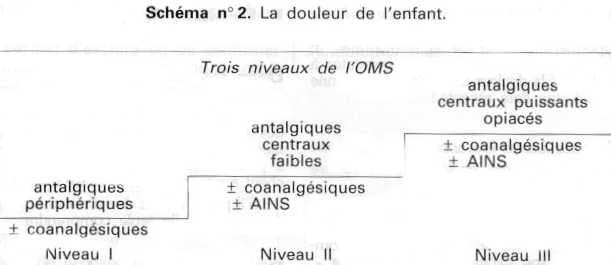 Schéma n° 2. La douleur de l'enfant.
Trois niveaux de l'OMS
antalgiques
périphériques
± coanalgésiques
Niveau I
antalgiques
centraux
faibles
± coanalgésiques
± AINS
Niveau II
antalgiques
centraux puissants
opiacés
± coanalgésiques
± AINS
Niveau III